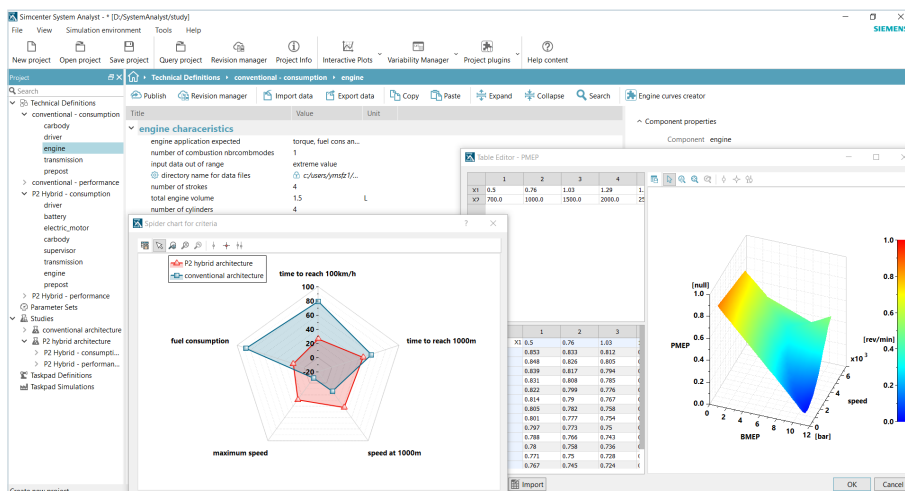 Simcenter System Analyst - * [D:/SystemAnalyst/study]
File View Simulation environment Tools Help
SIEMENS
New project Open project Save project Query project Revision manager Project Info Interactive Plots Variability Manager Project plugins Help content
Project
Technical Definitions conventional - consumption engine
Search
Publish Revision manager Import data Export data Copy Paste Expand Collapse Search Engine curves creator
Technical Definitions
conventional - consumption
carbody
driver
engine
transmission
prepost
conventional - performance
P2 Hybrid - consumption
driver
battery
electric_motor
carbody
supervisor
transmission
engine
prepost
P2 Hybrid - performance
Parameter Sets
Studies
conventional architecture
P2 hybrid architecture
P2 Hybrid - consumpti...
P2 Hybrid - performan...
Taskpad Definitions
Taskpad Simulations
Title Value Unit
engine characeristics
engine application expected torque, fuel cons an...
number of combustion nbrcombmodes 1
input data out of range extreme value
directory name for data files c:/users/ymsfz1/...
number of strokes 4
total engine volume 1.5 L
number of cylinders 4
Component properties
Component engine
Spider chart for criteria
P2 hybrid architecture
conventional architecture
time to reach 100km/h
100
80
60
40
20
0
-20
fuel consumption
time to reach 1000m
maximum speed
speed at 1000m
Table Editor - PMEP
1 2 3 4
X1 0.5 0.76 1.03 1.29 1.
X2 700.0 1000.0 1500.0 2000.0 25
1 2 3
X1 0.5 0.76 1.03
0.853 0.833 0.812
0.848 0.826 0.805
0.839 0.817 0.794
0.831 0.808 0.785
0.822 0.799 0.776
0.814 0.79 0.767
0.805 0.782 0.758
0.801 0.777 0.754
0.797 0.773 0.75
0.788 0.766 0.743
0.78 0.758 0.736
0.771 0.75 0.728
0.767 0.745 0.724
Import
[null]
1.0
0.8
PMEP 0.6
0.4
0.2
0.0
0 2 4 6 8 10 12 [bar]
BMEP
0 2 4 6
speed
x10 3
[rev/min]
1.0
0.8
0.6
0.4
0.2
0.0
OK Cancel
Create new project